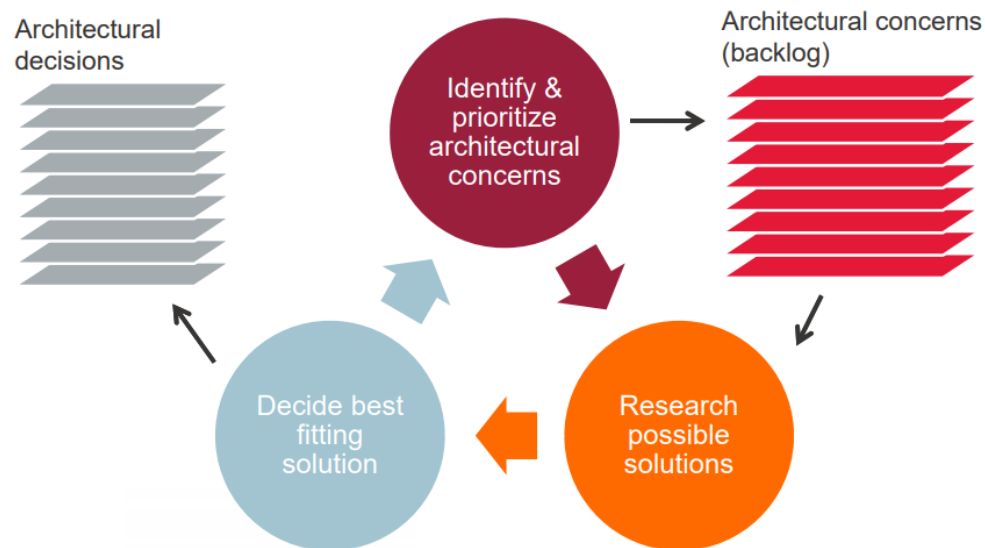 Architectural
decisions
Identify &
prioritize
architectural
concerns
Architectural concerns
(backlog)
Decide best
fitting
solution
Research
possible
solutions